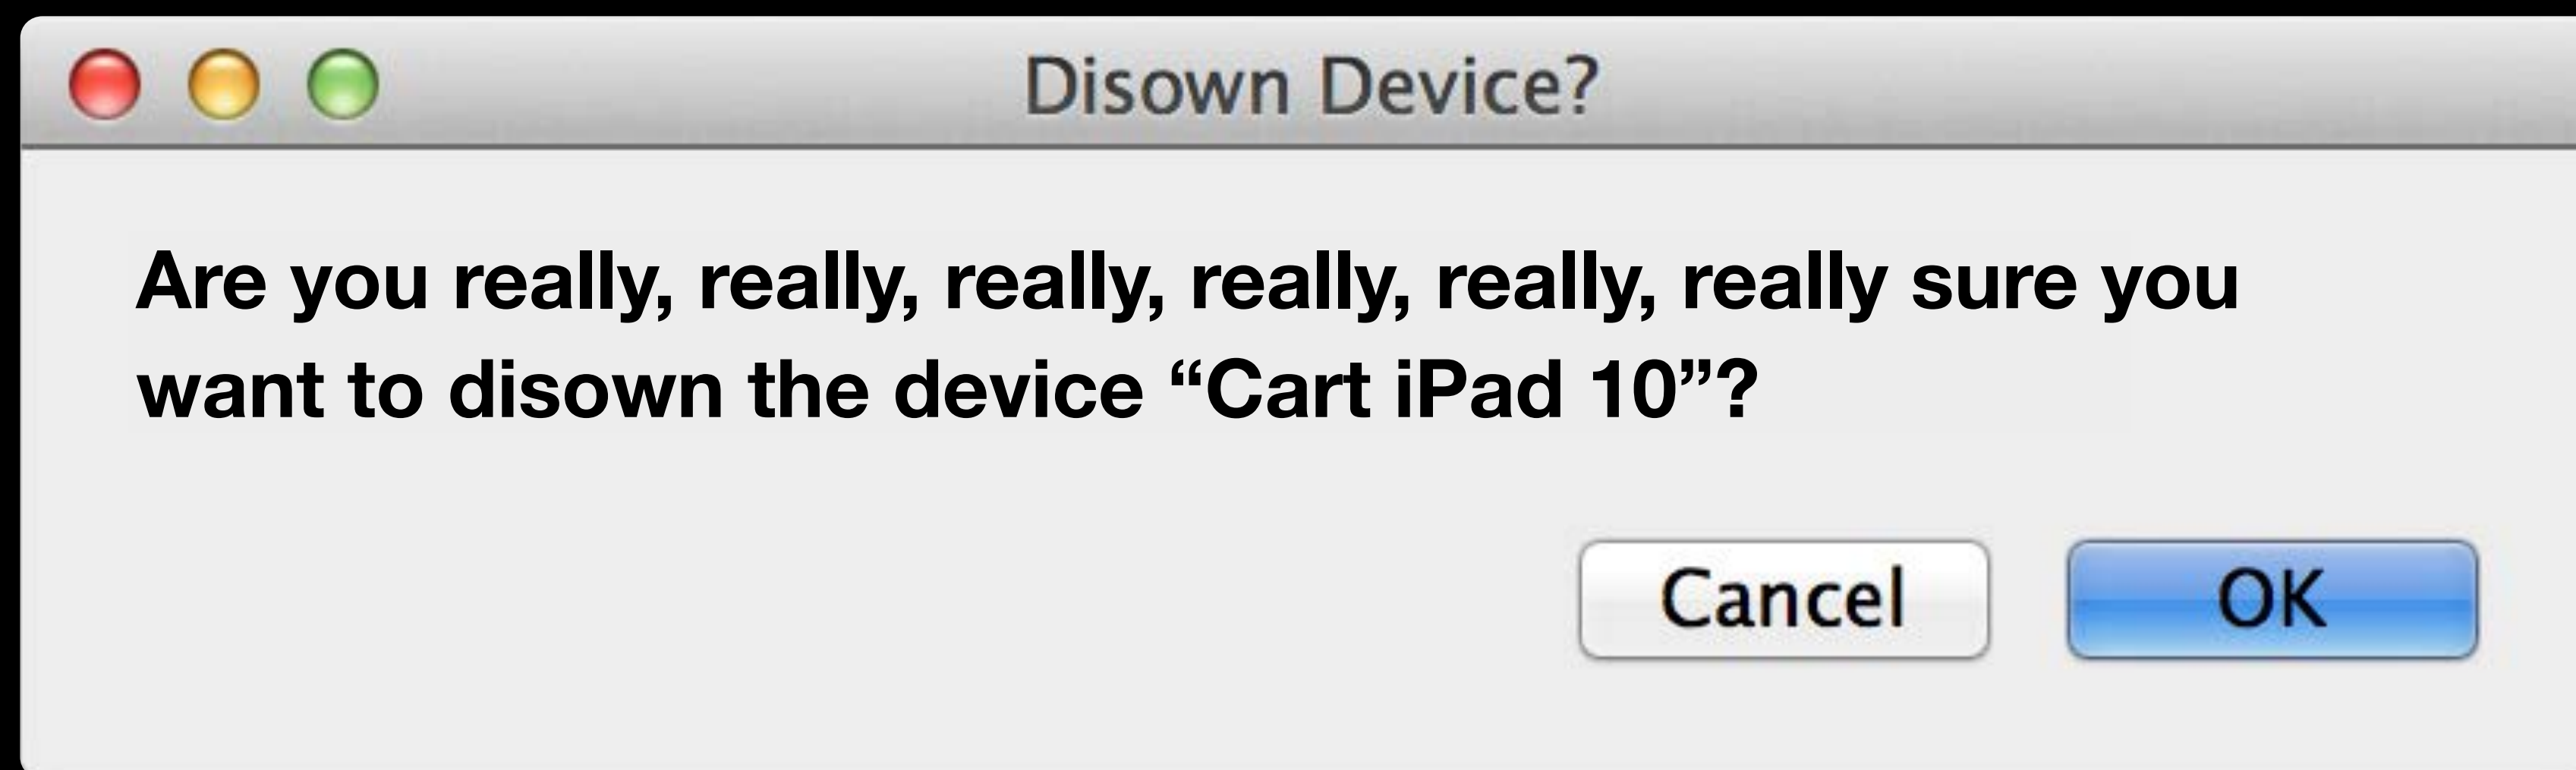 Disown Device?
Are you really, really, really, really, really, really sure you
want to disown the device “Cart iPad 10”?
Cancel OK